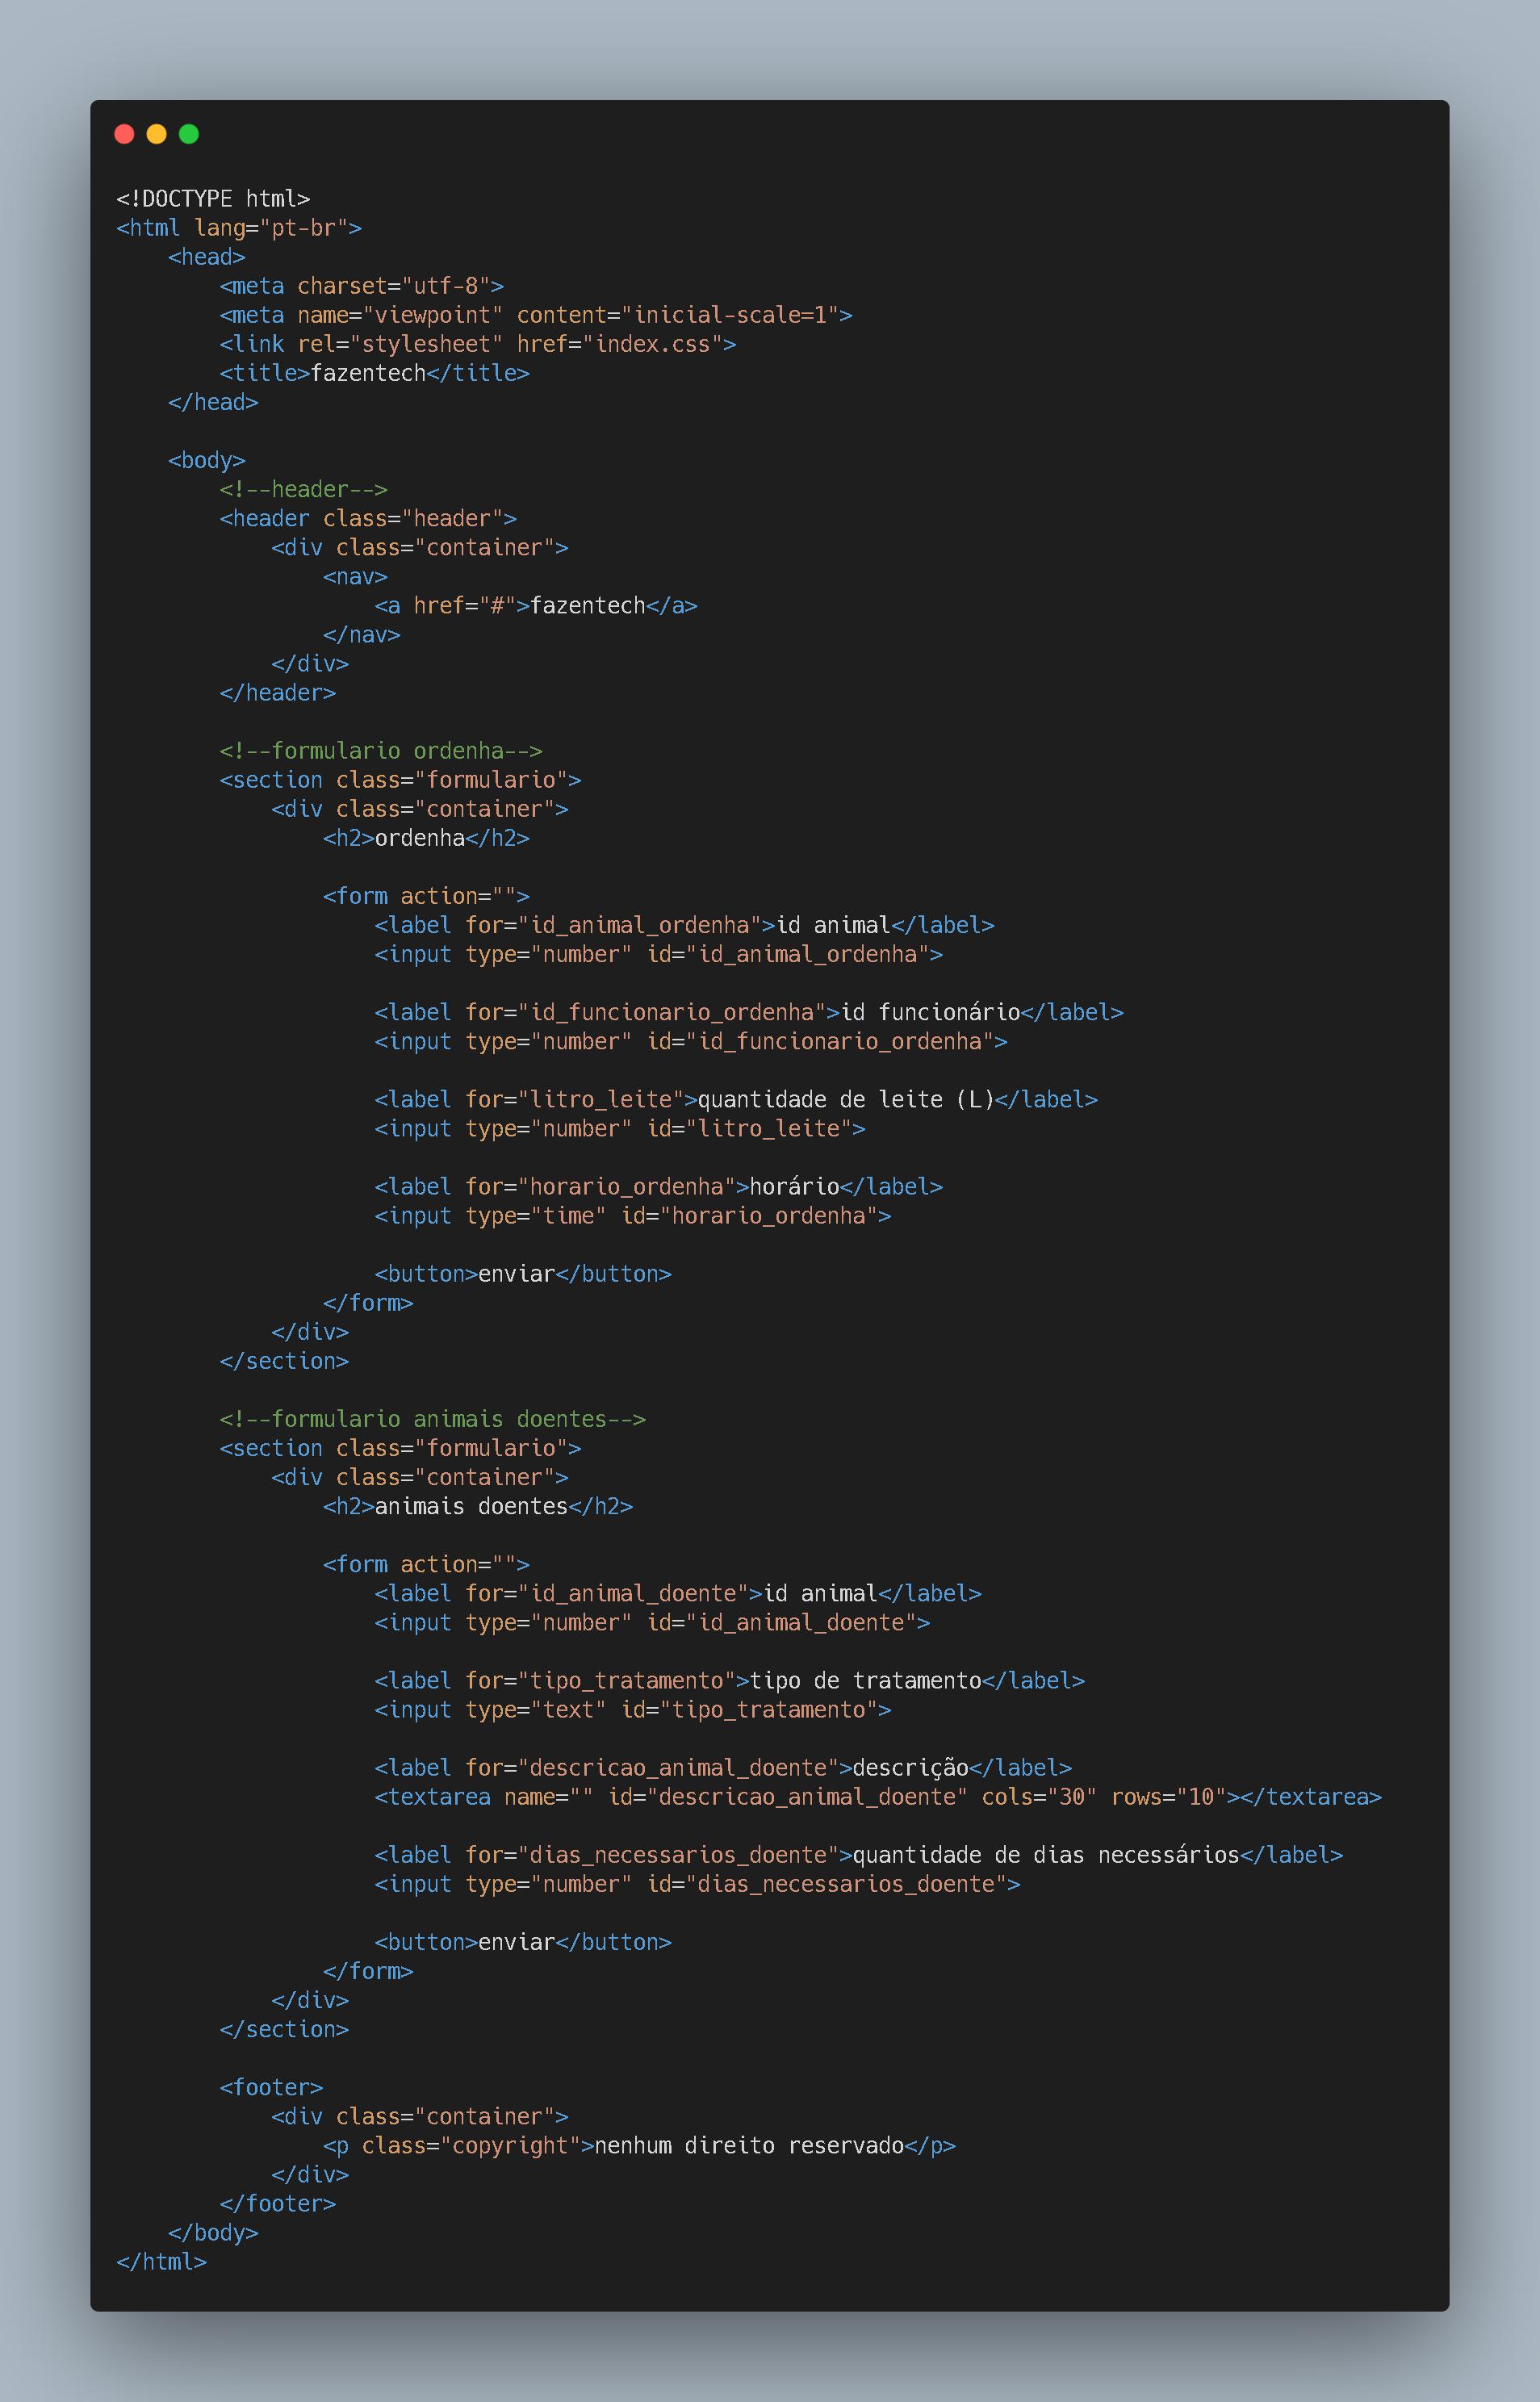 <!DOCTYPE html>
<html lang="pt-br">
    <head>
        <meta charset="utf-8">
        <meta name="viewpoint" content="inicial-scale=1">
        <link rel="stylesheet" href="index.css">
        <title>fazentech</title>
    </head>

    <body>
        <!--header-->
        <header class="header">
            <div class="container">
                <nav>
                    <a href="#">fazentech</a>
                </nav>
            </div>
        </header>

        <!--formulario ordenha-->
        <section class="formulario">
            <div class="container">
                <h2>ordenha</h2>

                <form action="">
                    <label for="id_animal_ordenha">id animal</label>
                    <input type="number" id="id_animal_ordenha">

                    <label for="id_funcionario_ordenha">id funcionário</label>
                    <input type="number" id="id_funcionario_ordenha">

                    <label for="litro_leite">quantidade de leite (L)</label>
                    <input type="number" id="litro_leite">

                    <label for="horario_ordenha">horário</label>
                    <input type="time" id="horario_ordenha">

                    <button>enviar</button>
                </form>
            </div>
        </section>

        <!--formulario animais doentes-->
        <section class="formulario">
            <div class="container">
                <h2>animais doentes</h2>

                <form action="">
                    <label for="id_animal_doente">id animal</label>
                    <input type="number" id="id_animal_doente">

                    <label for="tipo_tratamento">tipo de tratamento</label>
                    <input type="text" id="tipo_tratamento">

                    <label for="descricao_animal_doente">descrição</label>
                    <textarea name="" id="descricao_animal_doente" cols="30" rows="10"></textarea>

                    <label for="dias_necessarios_doente">quantidade de dias necessários</label>
                    <input type="number" id="dias_necessarios_doente">

                    <button>enviar</button>
                </form>
            </div>
        </section>

        <footer>
            <div class="container">
                <p class="copyright">nenhum direito reservado</p>
            </div>
        </footer>
    </body>
</html>